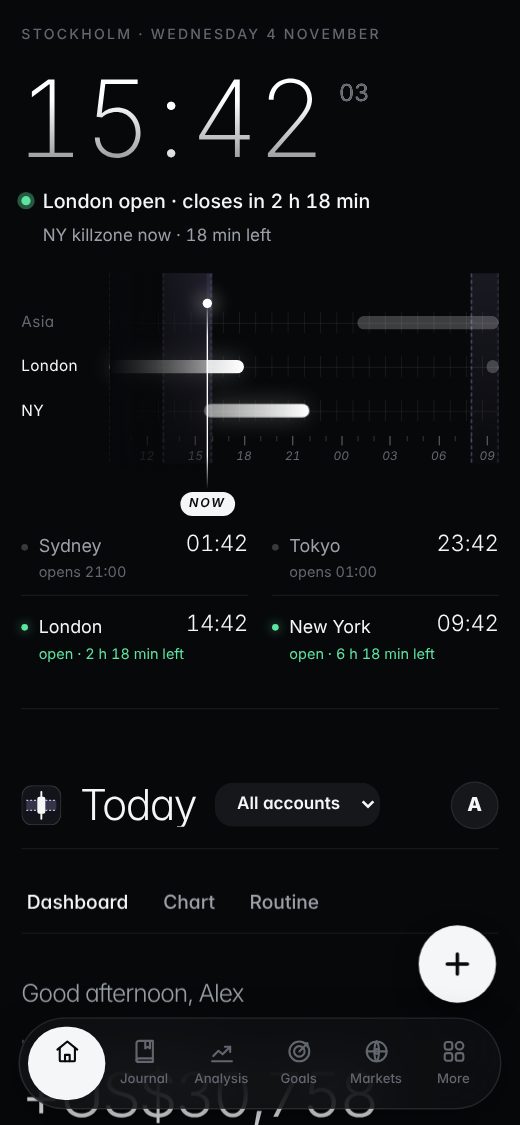 STOCKHOLM · WEDNESDAY 4 NOVEMBER
15:42 03
London open · closes in 2 h 18 min
NY killzone now · 18 min left
Asia
London
NY
12 15 18 21 00 03 06 09
NOW
Sydney 01:42
opens 21:00
Tokyo 23:42
opens 01:00
London 14:42
open · 2 h 18 min left
New York 09:42
open · 6 h 18 min left
Today All accounts A
Dashboard Chart Routine
+
Good afternoon, Alex
+US$30,758
Journal Analysis Goals Markets More